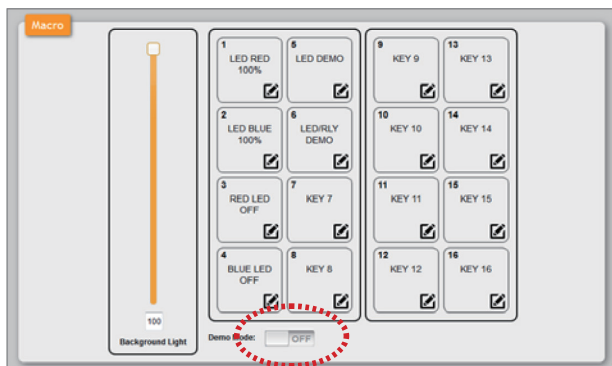 Macro
1
LED RED
100%
5
LED DEMO
2
LED BLUE
100%
6
LED/RLY
DEMO
3
RED LED
OFF
7
KEY 7
4
BLUE LED
OFF
8
KEY 8
9
KEY 9
13
KEY 13
10
KEY 10
14
KEY 14
11
KEY 11
15
KEY 15
12
KEY 12
16
KEY 16
100
Background Light
Demo Mode: OFF